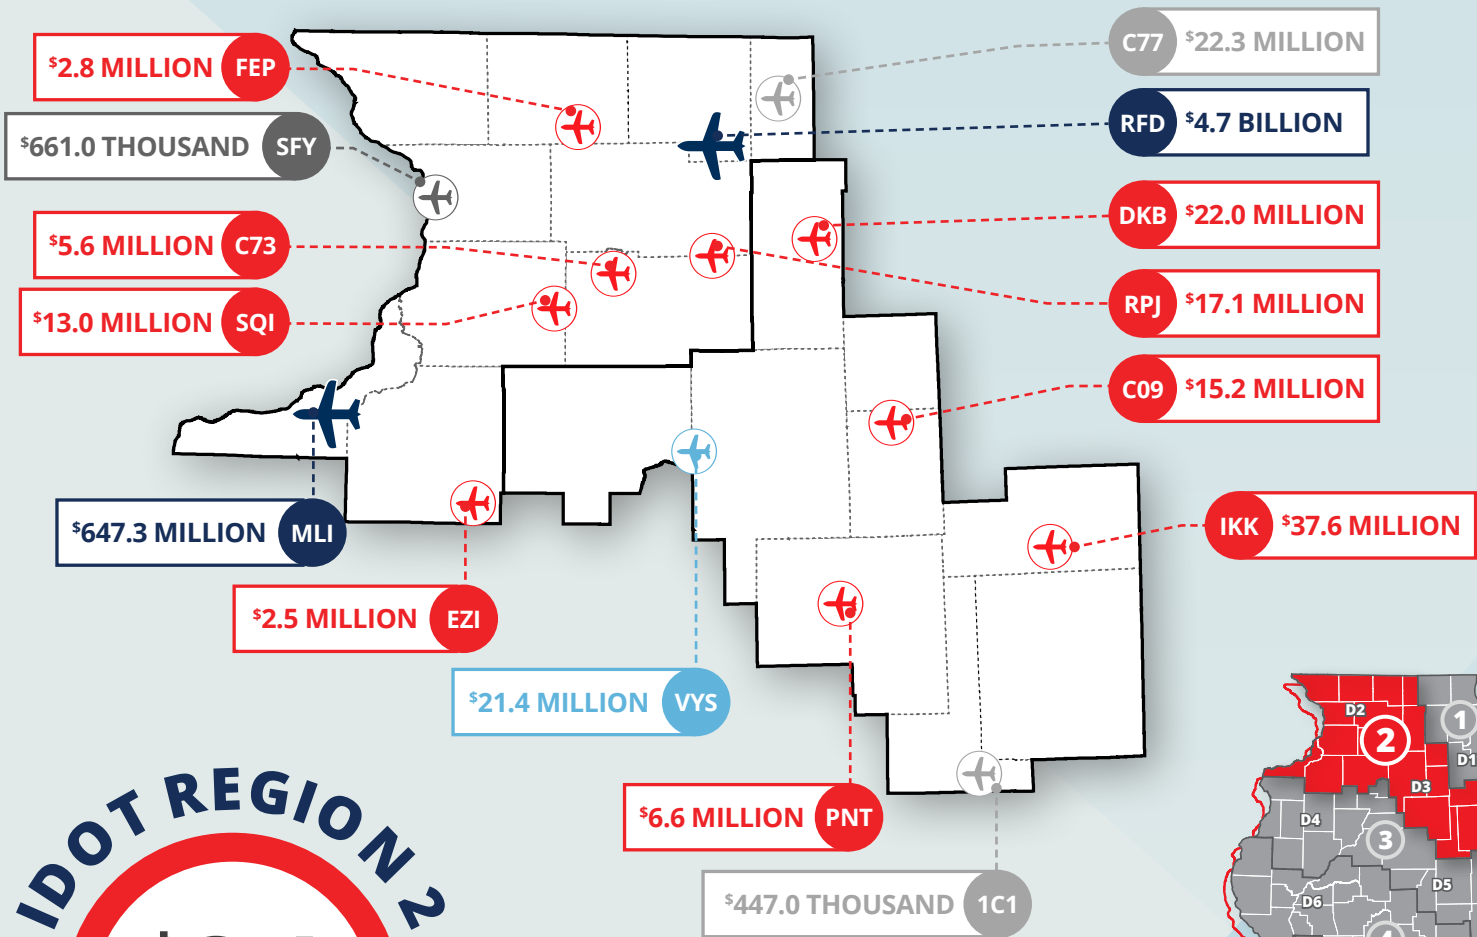 $2.8 MILLION FEP
$661.0 THOUSAND SFY
$5.6 MILLION C73
$13.0 MILLION SQI
$647.3 MILLION MLI
$2.5 MILLION EZI
$21.4 MILLION VYS
$6.6 MILLION PNT
$447.0 THOUSAND 1C1
C77 $22.3 MILLION
RFD $4.7 BILLION
DKB $22.0 MILLION
RPJ $17.1 MILLION
C09 $15.2 MILLION
IKK $37.6 MILLION
IDOT REGION 2
D2
2
1
D1
D3
D4
3
D5
D6